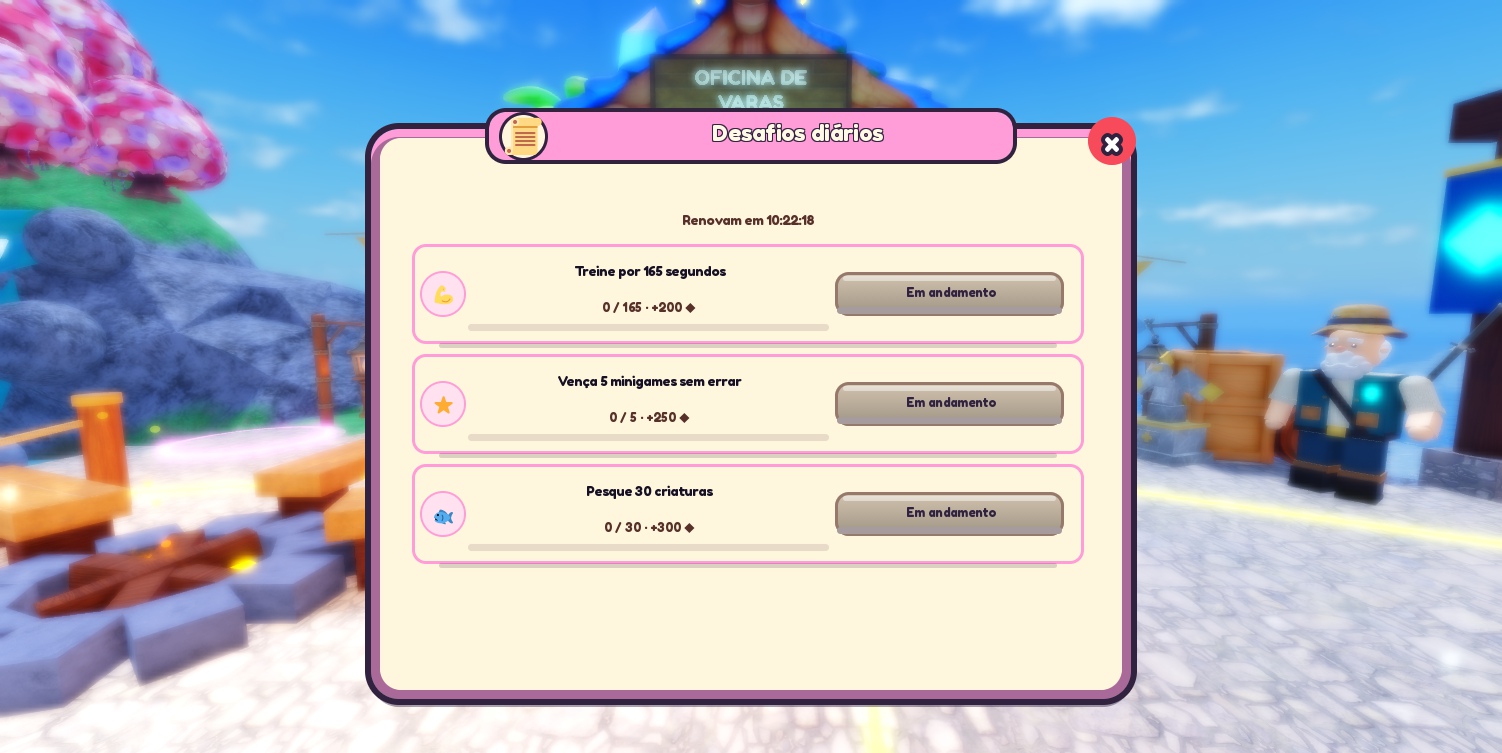 OFICINA DE
VARAS
Desafios diários
Renovam em 10:22:18
Treine por 165 segundos
0 / 165 · +200 ◆
Em andamento
Vença 5 minigames sem errar
0 / 5 · +250 ◆
Em andamento
Pesque 30 criaturas
0 / 30 · +300 ◆
Em andamento